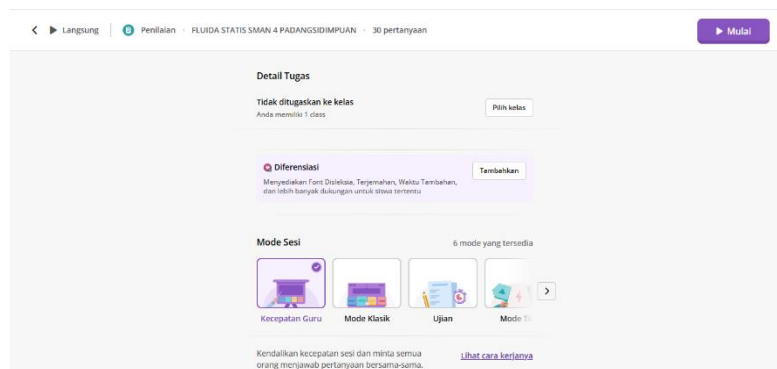 Langsung
Penilaian · FLUIDA STATIS SMAN 4 PADANGSIDIMPUAN · 30 pertanyaan
Mulai
Detail Tugas
Tidak ditugaskan ke kelas
Anda memiliki 1 class
Pilih kelas
Diferensiasi
Menyediakan Font Disleksia, Terjemahan, Waktu Tambahan,
dan lebih banyak dukungan untuk siswa tertentu
Tambahkan
Mode Sesi
6 mode yang tersedia
Kecepatan Guru
Mode Klasik
Ujian
Mode
Kendalikan kecepatan sesi dan minta semua
orang menjawab pertanyaan bersama-sama.
Lihat cara kerjanya